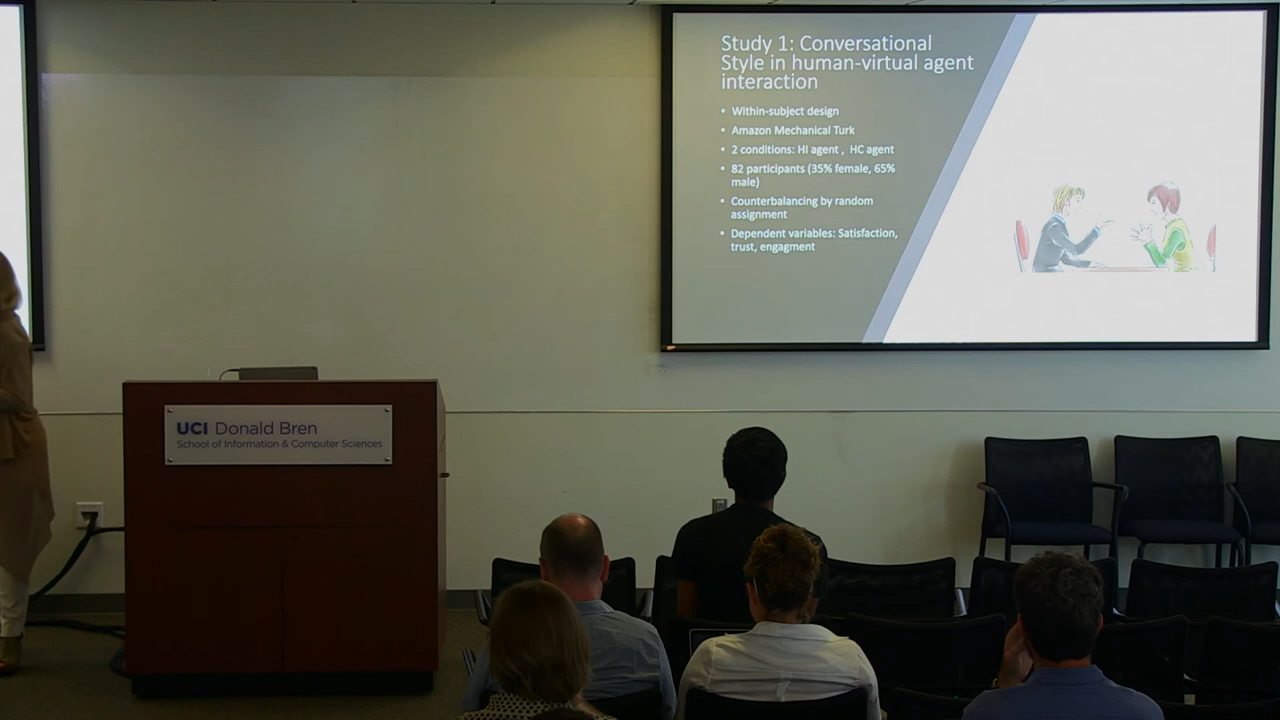 Study 1: Conversational
Style in human-virtual agent
interaction
• Within-subject design
• Amazon Mechanical Turk
• 2 conditions: HI agent , HC agent
• 82 participants (35% female, 65%
male)
• Counterbalancing by random
assignment
• Dependent variables: Satisfaction,
trust, engagment
UCI Donald Bren
School of Information & Computer Sciences